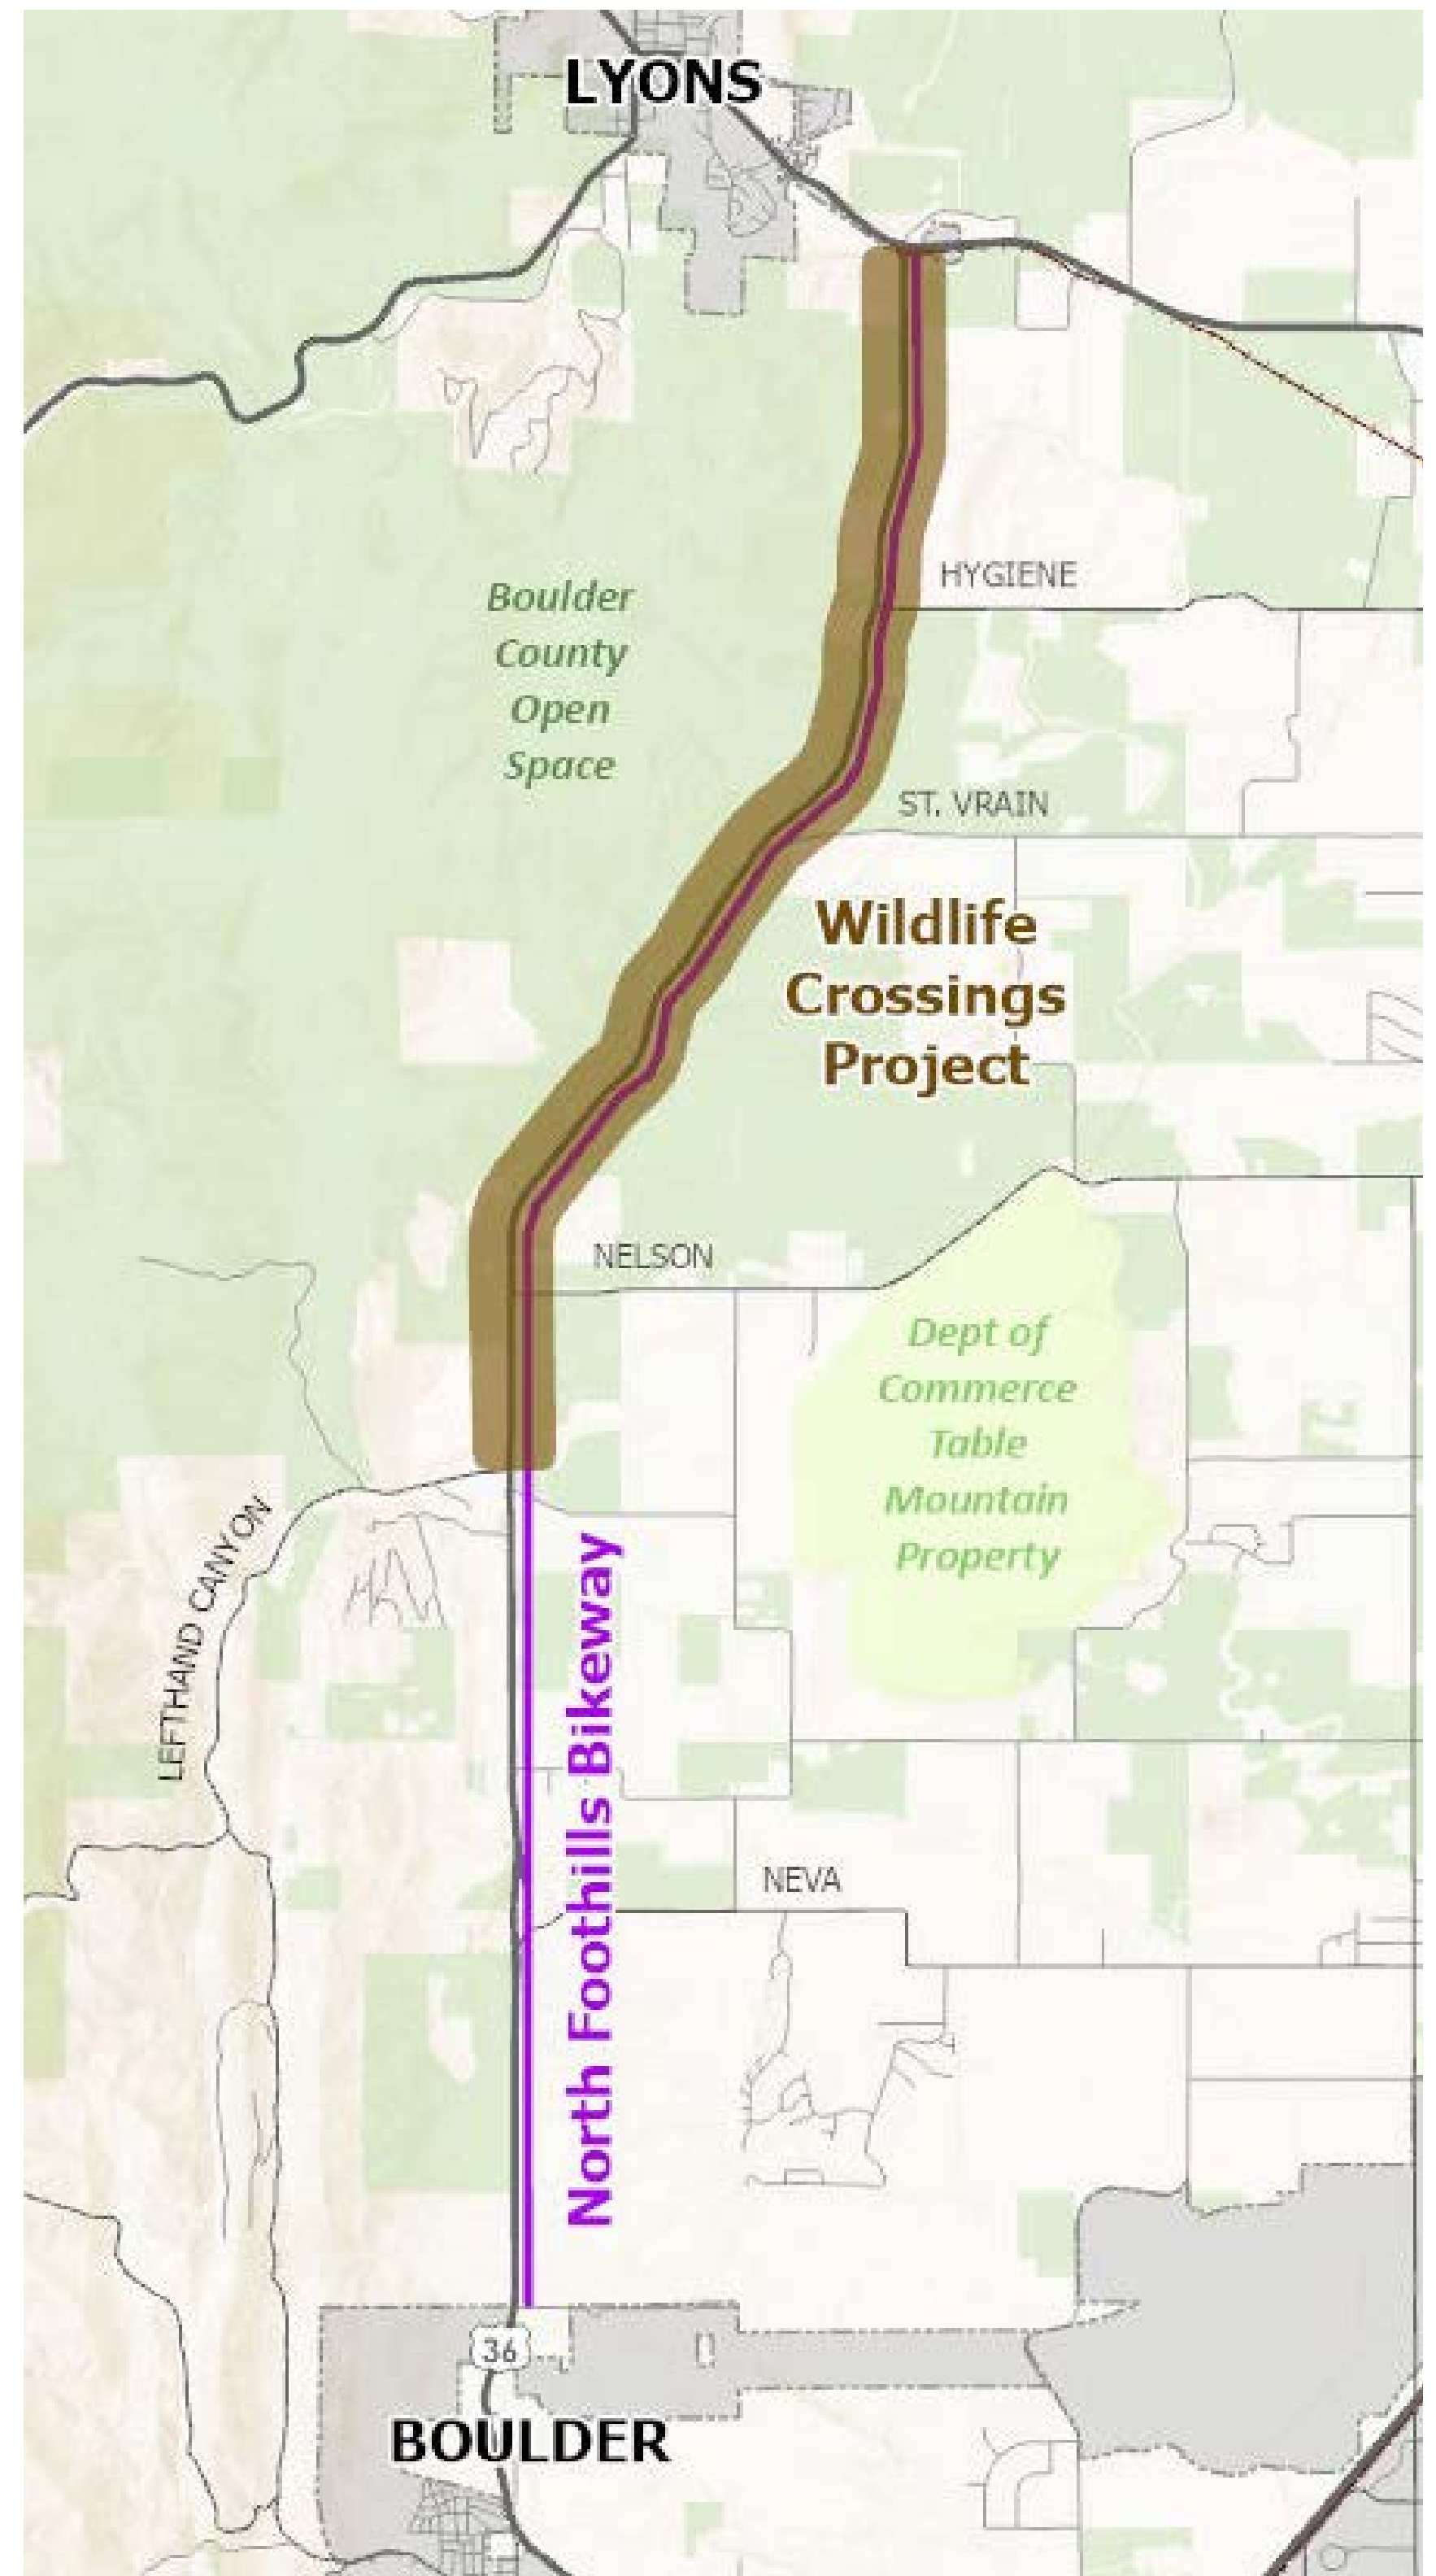 LYONS
HYGIENE
Boulder
County
Open
Space
ST. VRAIN
Wildlife
Crossings
Project
NELSON
Dept of
Commerce
Table
Mountain
Property
LEFTHAND CANYON
North Foothills Bikeway
NEVA
36
BOULDER